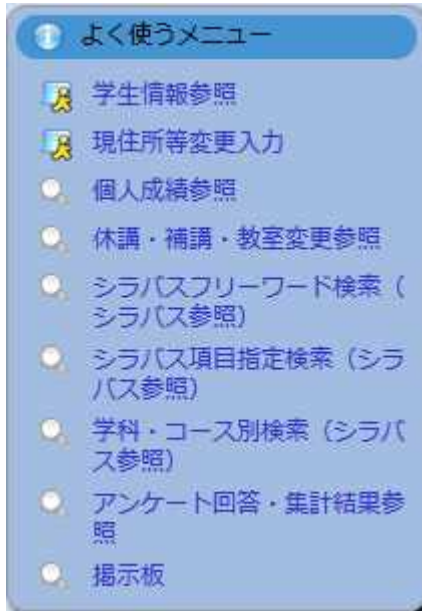 よく使うメニュー
学生情報参照
現住所等変更入力
個人成績参照
休講・補講・教室変更参照
シラバスフリーワード検索（
シラバス参照）
シラバス項目指定検索（シラ
バス参照）
学科・コース別検索（シラバ
ス参照）
アンケート回答・集計結果参
照
掲示板